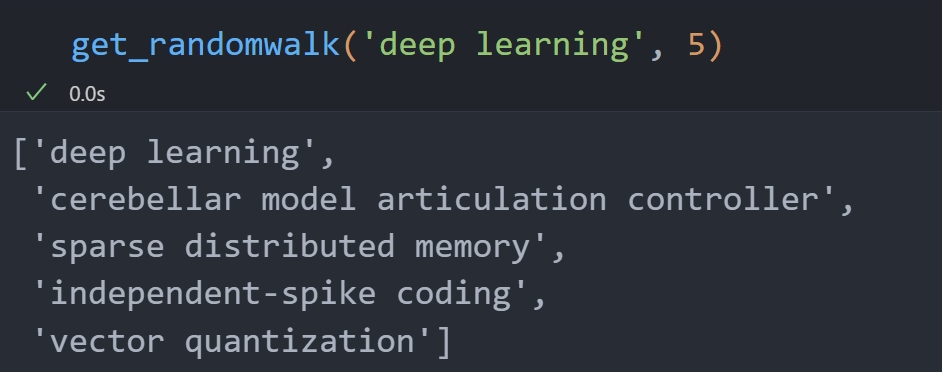 get_randomwalk('deep learning', 5)
0.0s
['deep learning',
'cerebellar model articulation controller',
'sparse distributed memory',
'independent-spike coding',
'vector quantization']